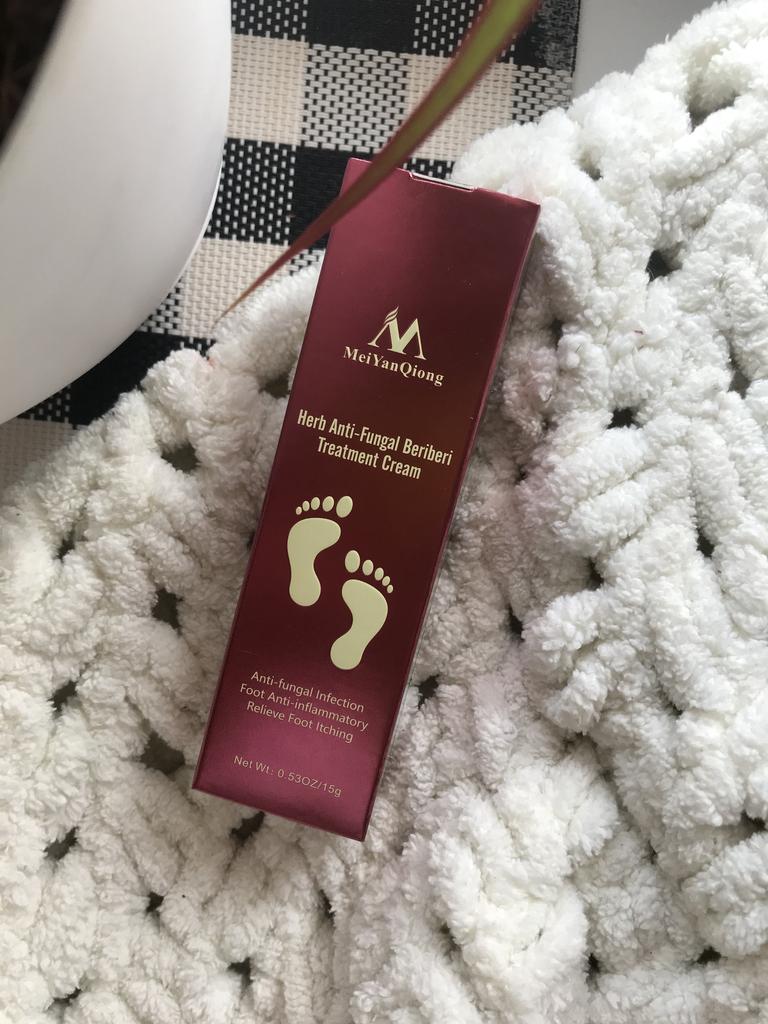 MeiYanQiong
Herb Anti-Fungal Beriberi
Treatment Cream
Anti-fungal Infection
Foot Anti-inflammatory
Relieve Foot Itching
Net Wt: 0.53OZ/15g